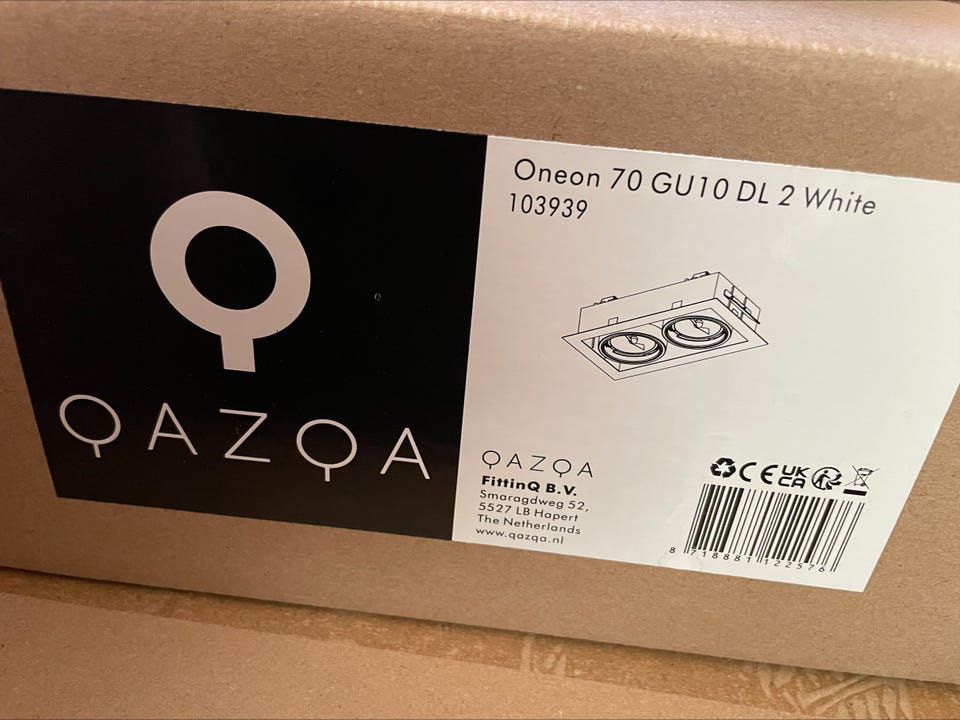 QAZQA
Oneon 70 GU10 DL 2 White
103939
QAZQA
FittinQ B.V.
Smaragdweg 52,
5527 LB Hapert
The Netherlands
www.qazqa.nl
CE UK CA
8 718881 122576